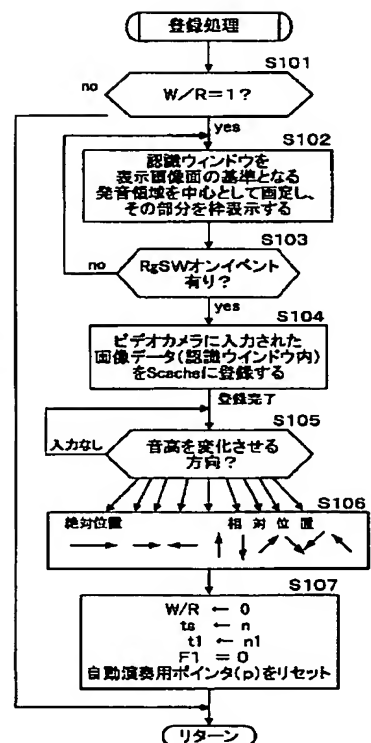 登録処理
S101
no
W/R=1?
yes
S102
認識ウィンドウを
表示画像面の基準となる
発音領域を中心として画定し、
その部分を枠表示する
S103
no
RgSWオンイベント
有り?
yes
S104
ビデオカメラに入力された
画像データ(認識ウインドウ内)
をScacheに登録する
登録完了
S105
入力なし
音高を変化させる
方向?
S106
絶対位置
相対位置
S107
W/R ← 0
ts ← n
t1 ← n1
F1 = 0
自動演奏用ポインタ(p)をリセット
リターン